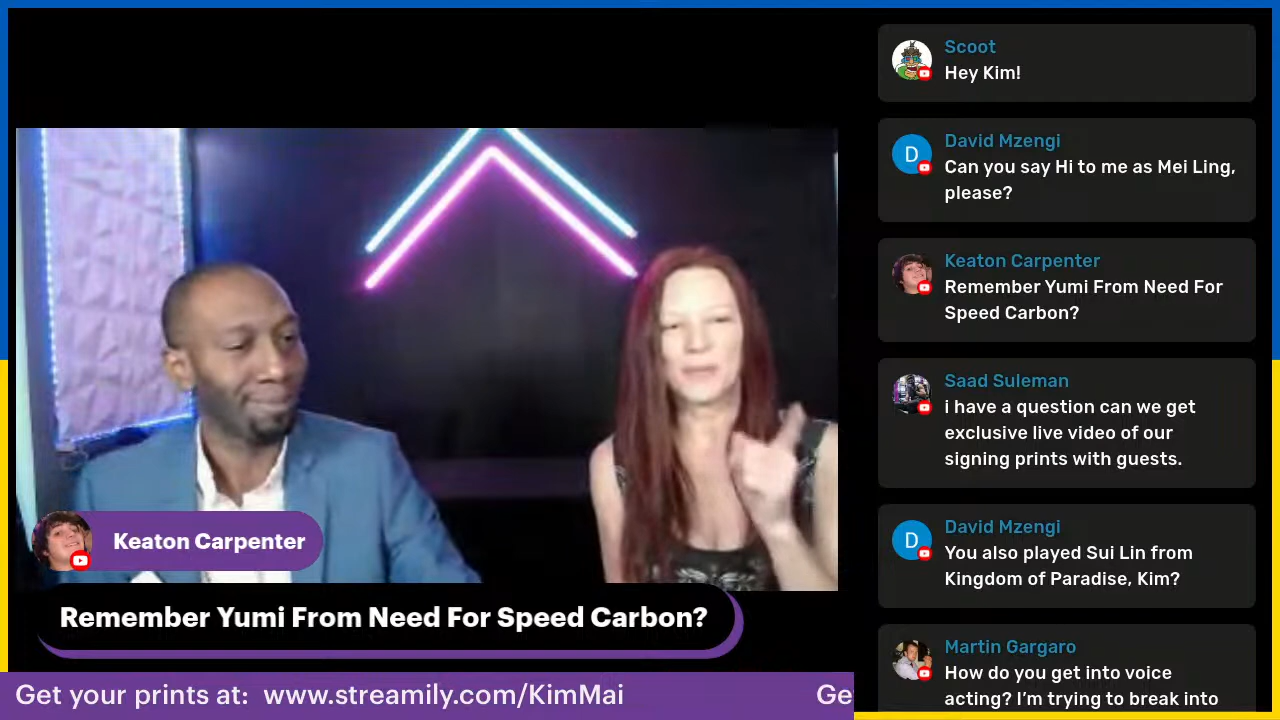 Scoot
Hey Kim!
David Mzengi
Can you say Hi to me as Mei Ling,
please?
Keaton Carpenter
Remember Yumi From Need For
Speed Carbon?
Saad Suleman
i have a question can we get
exclusive live video of our
signing prints with guests.
David Mzengi
You also played Sui Lin from
Kingdom of Paradise, Kim?
Martin Gargaro
How do you get into voice
acting? I'm trying to break into
D
D
Keaton Carpenter
Remember Yumi From Need For Speed Carbon?
Get your prints at: www.streamily.com/KimMai
Ge